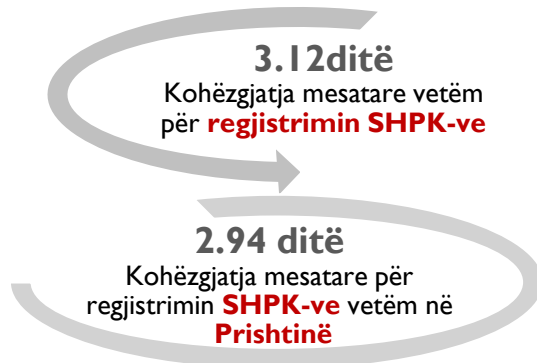 3.12ditë
Kohëzgjatja mesatare vetëm
për regjistrimin SHPK-ve
2.94 ditë
Kohëzgjatja mesatare për
regjistrimin SHPK-ve vetëm në
Prishtinë